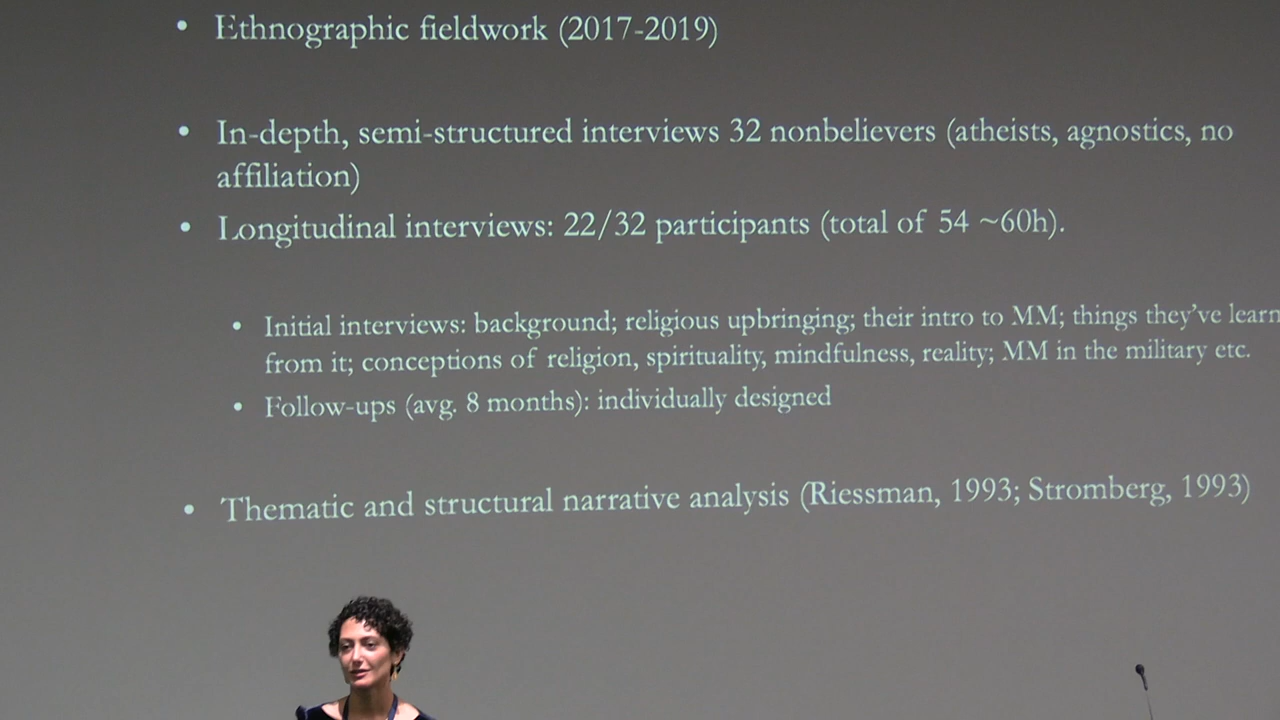 • Ethnographic fieldwork (2017-2019)
• In-depth, semi-structured interviews 32 nonbelievers (atheists, agnostics, no
affiliation)
• Longitudinal interviews: 22/32 participants (total of 54 ~60h).
• Initial interviews: background; religious upbringing; their intro to MM; things they've learn
from it; conceptions of religion, spirituality, mindfulness, reality; MM in the military etc.
• Follow-ups (avg. 8 months): individually designed
• Thematic and structural narrative analysis (Riessman, 1993; Stromberg, 1993)